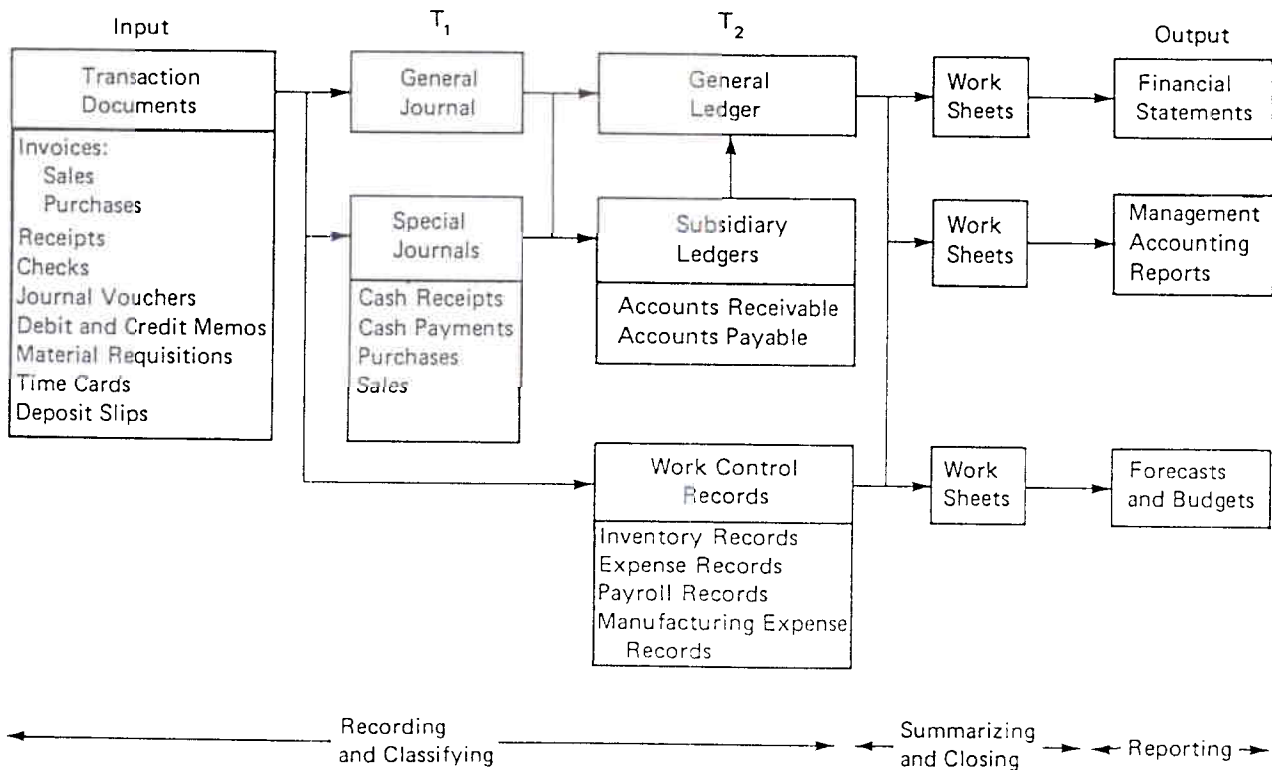 Input
T₁
T₂
Output
Transaction
Documents
Invoices:
Sales
Purchases
Receipts
Checks
Journal Vouchers
Debit and Credit Memos
Material Requisitions
Time Cards
Deposit Slips
General
Journal
Special
Journals
Cash Receipts
Cash Payments
Purchases
Sales
General
Ledger
Subsidiary
Ledgers
Accounts Receivable
Accounts Payable
Work Control
Records
Inventory Records
Expense Records
Payroll Records
Manufacturing Expense
Records
Work
Sheets
Financial
Statements
Work
Sheets
Management
Accounting
Reports
Work
Sheets
Forecasts
and Budgets
Recording
and Classifying
Summarizing
and Closing
Reporting